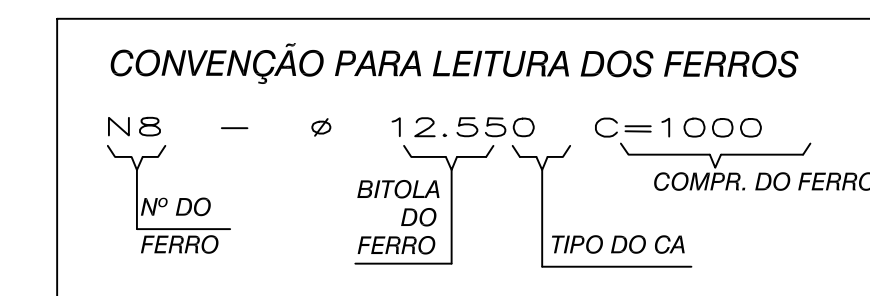 CONVENÇÃO PARA LEITURA DOS FERROS
N8 — ø 12.550 C=1000
Nº DO
FERRO
BITOLA
DO
FERRO
TIPO DO CA
COMPR. DO FERRO